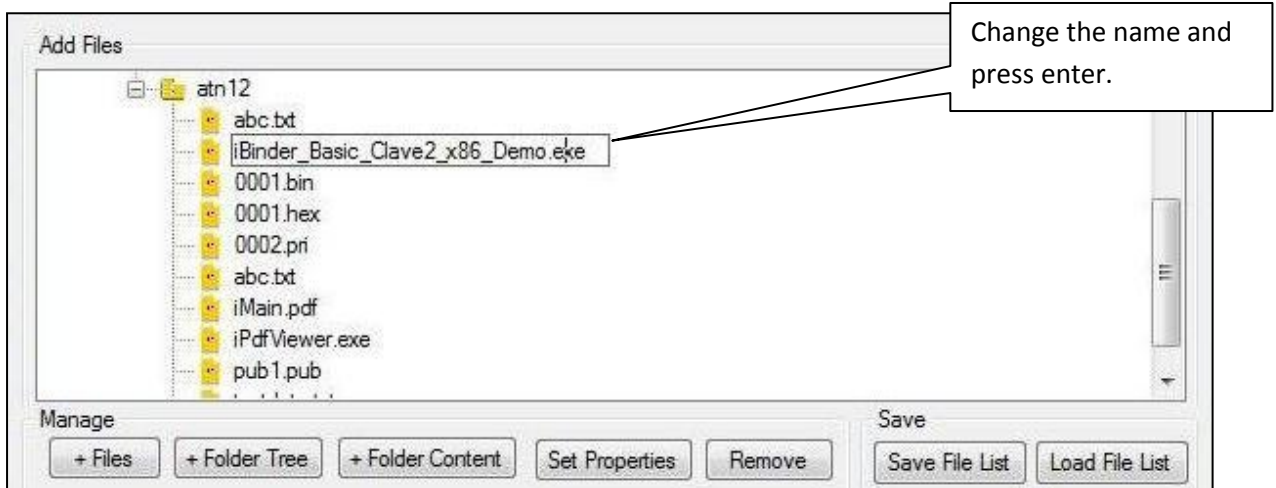 Change the name and
press enter.
Add Files
atn12
abc.txt
iBinder_Basic_Clave2_x86_Demo.exe
0001.bin
0001.hex
0002.pri
abc.txt
iMain.pdf
iPdfViewer.exe
pub1.pub
Manage
Save
+ Files
+ Folder Tree
+ Folder Content
Set Properties
Remove
Save File List
Load File List